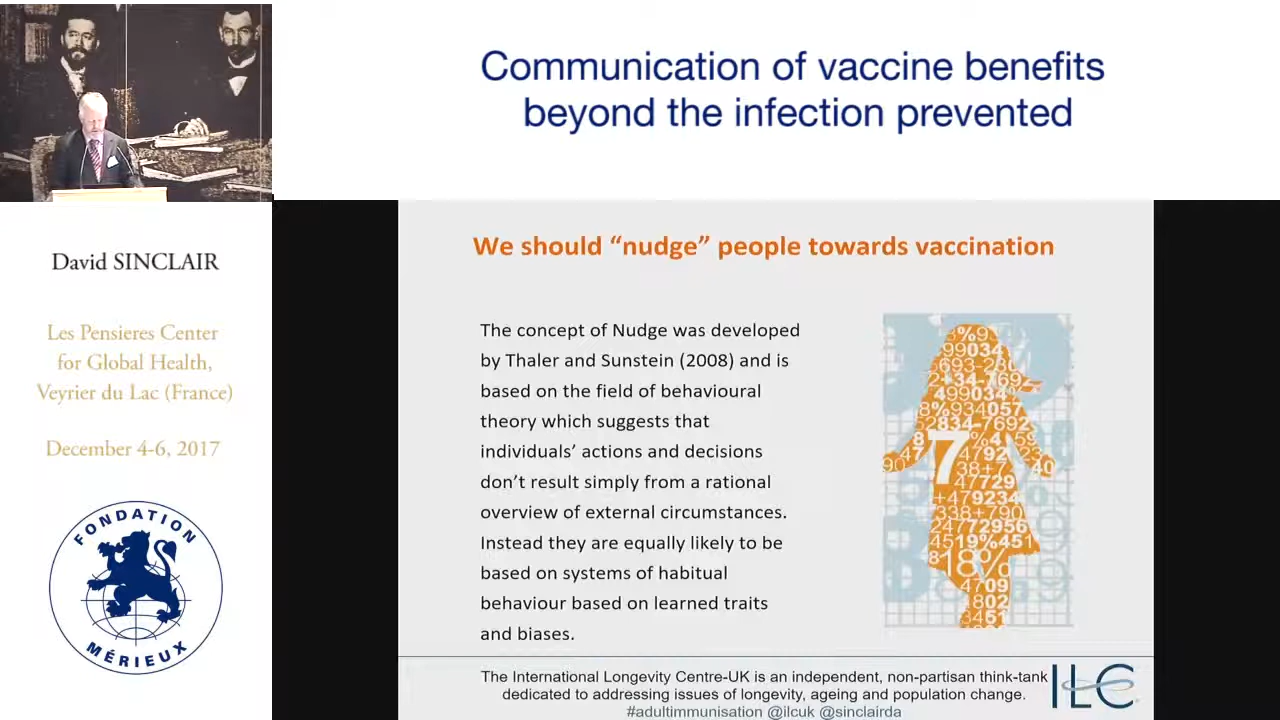 Communication of vaccine benefits
beyond the infection prevented
David SINCLAIR
Les Pensieres Center
for Global Health,
Veyrier du Lac (France)
December 4-6, 2017
FONDATION
MÉRIEUX
We should “nudge” people towards vaccination
The concept of Nudge was developed
by Thaler and Sunstein (2008) and is
based on the field of behavioural
theory which suggests that
individuals’ actions and decisions
don’t result simply from a rational
overview of external circumstances.
Instead they are equally likely to be
based on systems of habitual
behaviour based on learned traits
and biases.
The International Longevity Centre-UK is an independent, non-partisan think-tank
dedicated to addressing issues of longevity, ageing and population change.
#adultimmunisation @ilcuk @sinclairda
ILC